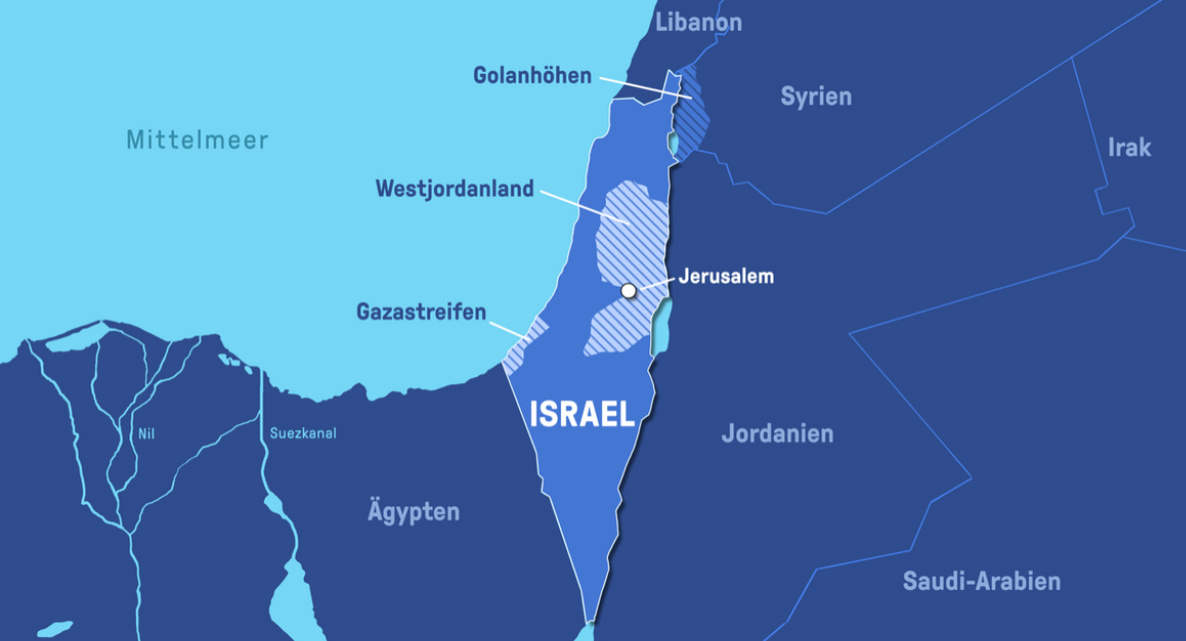 Libanon
Golanhöhen
Syrien
Mittelmeer
Irak
Westjordanland
Jerusalem
Gazastreifen
ISRAEL
Nil
Suezkanal
Jordanien
Ägypten
Saudi-Arabien